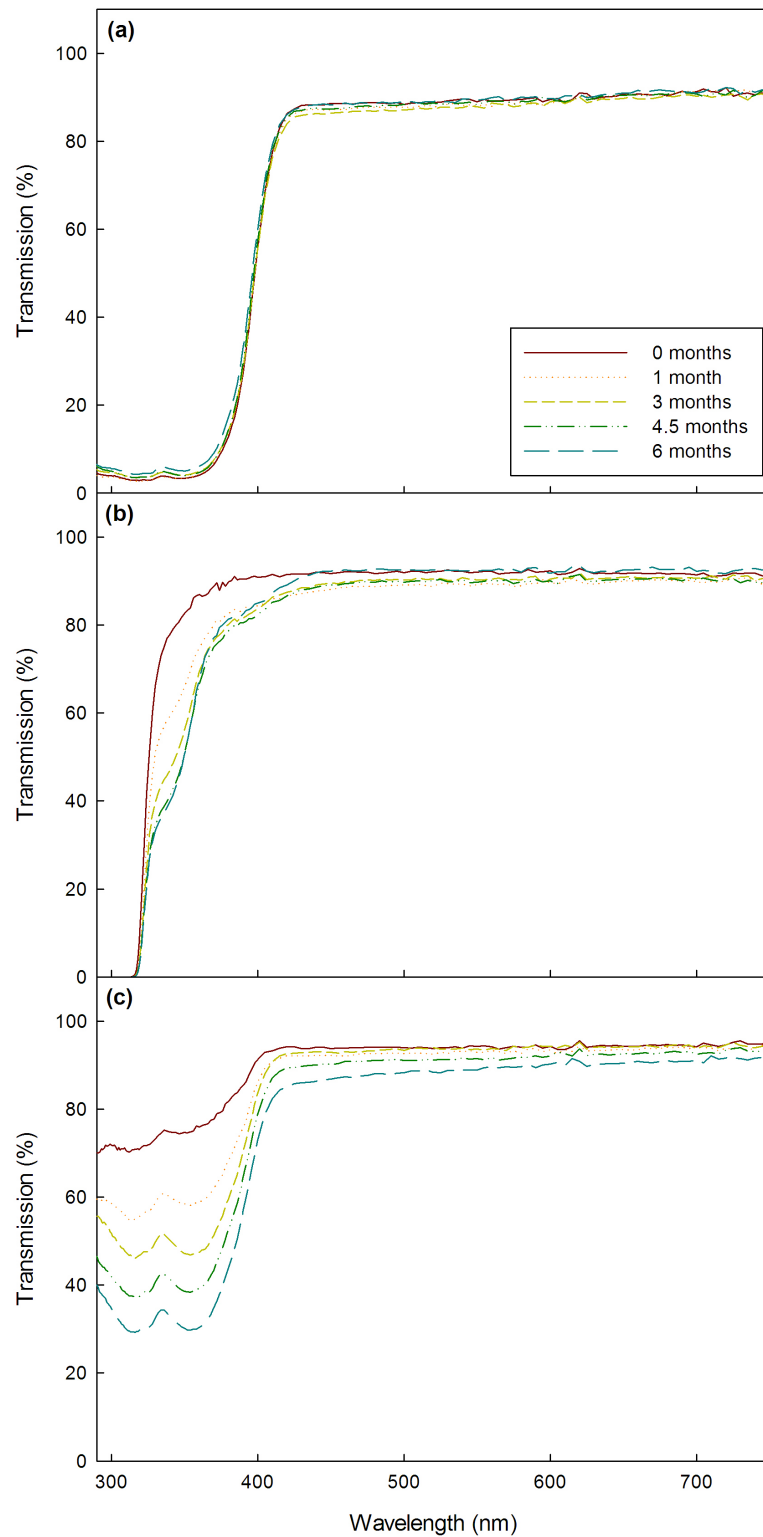 (a)
100
80
60
40
20
0
Transmission (%)
0 months
1 month
3 months
4.5 months
6 months
(b)
100
80
60
40
20
0
Transmission (%)
(c)
100
80
60
40
20
0
Transmission (%)
300 400 500 600 700
Wavelength (nm)